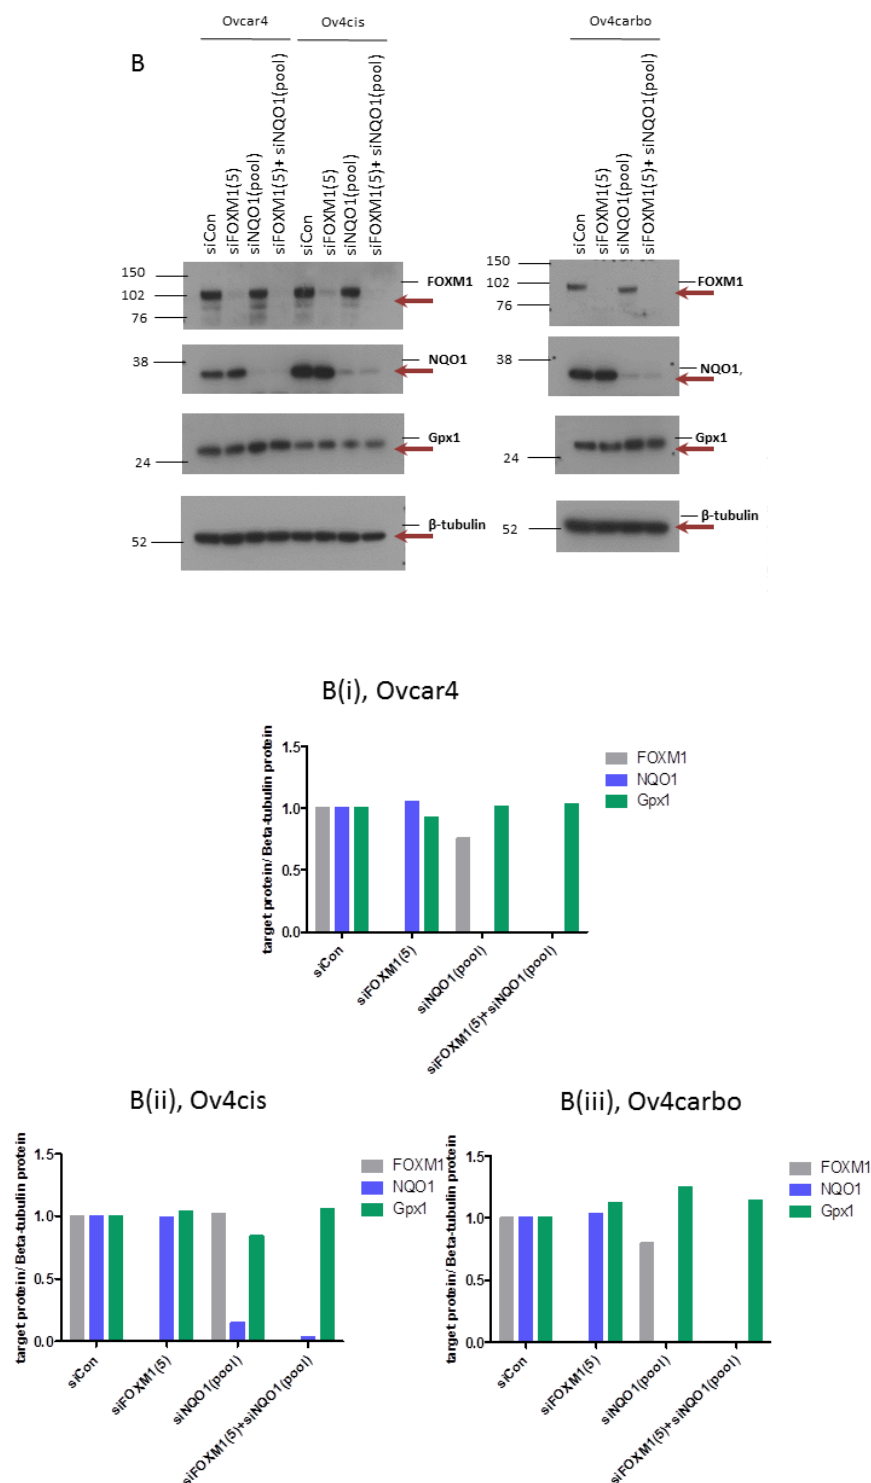 Ovcar4 Ov4cis Ov4carbo
B
siCon
siFOXM1(5)
siNQO1(pool)
siFOXM1(5)+ siNQO1(pool)
siCon
siFOXM1(5)
siNQO1(pool)
siFOXM1(5)+ siNQO1(pool)
siCon
siFOXM1(5)
siNQO1(pool)
siFOXM1(5)+ siNQO1(pool)
150
102
76
FOXM1
38
NQO1
24
Gpx1
52
β-tubulin
150
102
76
FOXM1
38
NQO1,
24
Gpx1
52
β-tubulin
B(i), Ovcar4
target protein/ Beta-tubulin protein
1.5
1.0
0.5
0.0
FOXM1
NQO1
Gpx1
siCon
siFOXM1(5)
siNQO1(pool)
siFOXM1(5)+siNQO1(pool)
B(ii), Ov4cis
target protein/ Beta-tubulin protein
1.5
1.0
0.5
0.0
FOXM1
NQO1
Gpx1
siCon
siFOXM1(5)
siNQO1(pool)
siFOXM1(5)+siNQO1(pool)
B(iii), Ov4carbo
target protein/ Beta-tubulin protein
1.5
1.0
0.5
0.0
FOXM1
NQO1
Gpx1
siCon
siFOXM1(5)
siNQO1(pool)
siFOXM1(5)+siNQO1(pool)